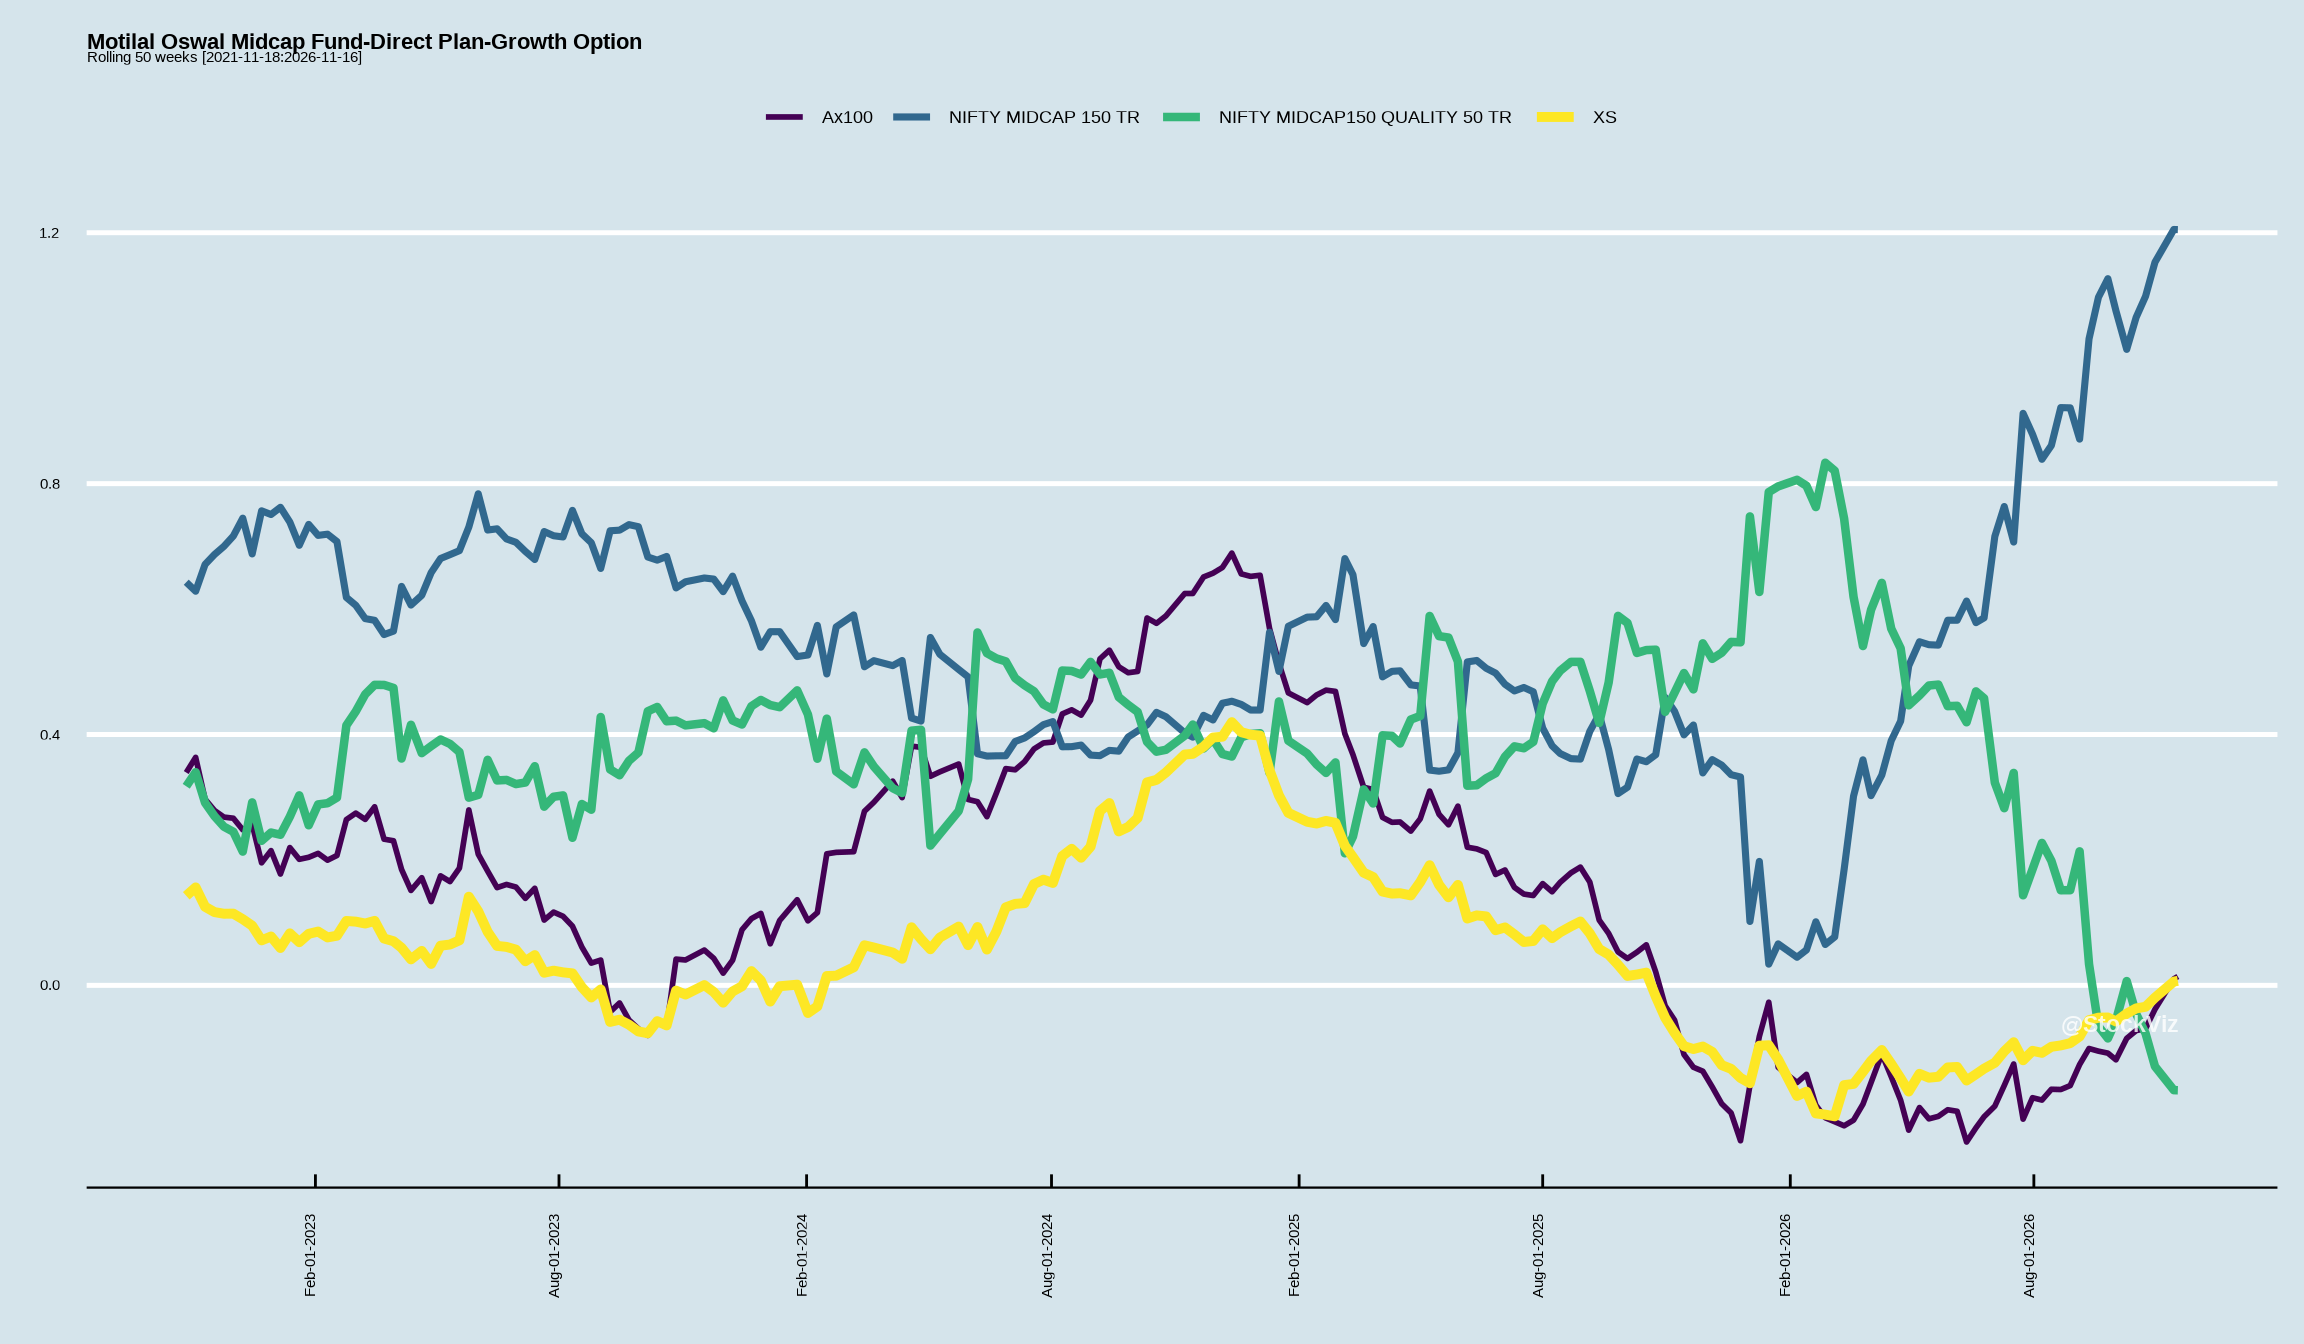 Motilal Oswal Midcap Fund-Direct Plan-Growth Option
Rolling 50 weeks [2021-11-18:2026-11-16]
Ax100 NIFTY MIDCAP 150 TR NIFTY MIDCAP150 QUALITY 50 TR XS
1.2
0.8
0.4
0.0
@StockViz
Feb-01-2023
Aug-01-2023
Feb-01-2024
Aug-01-2024
Feb-01-2025
Aug-01-2025
Feb-01-2026
Aug-01-2026